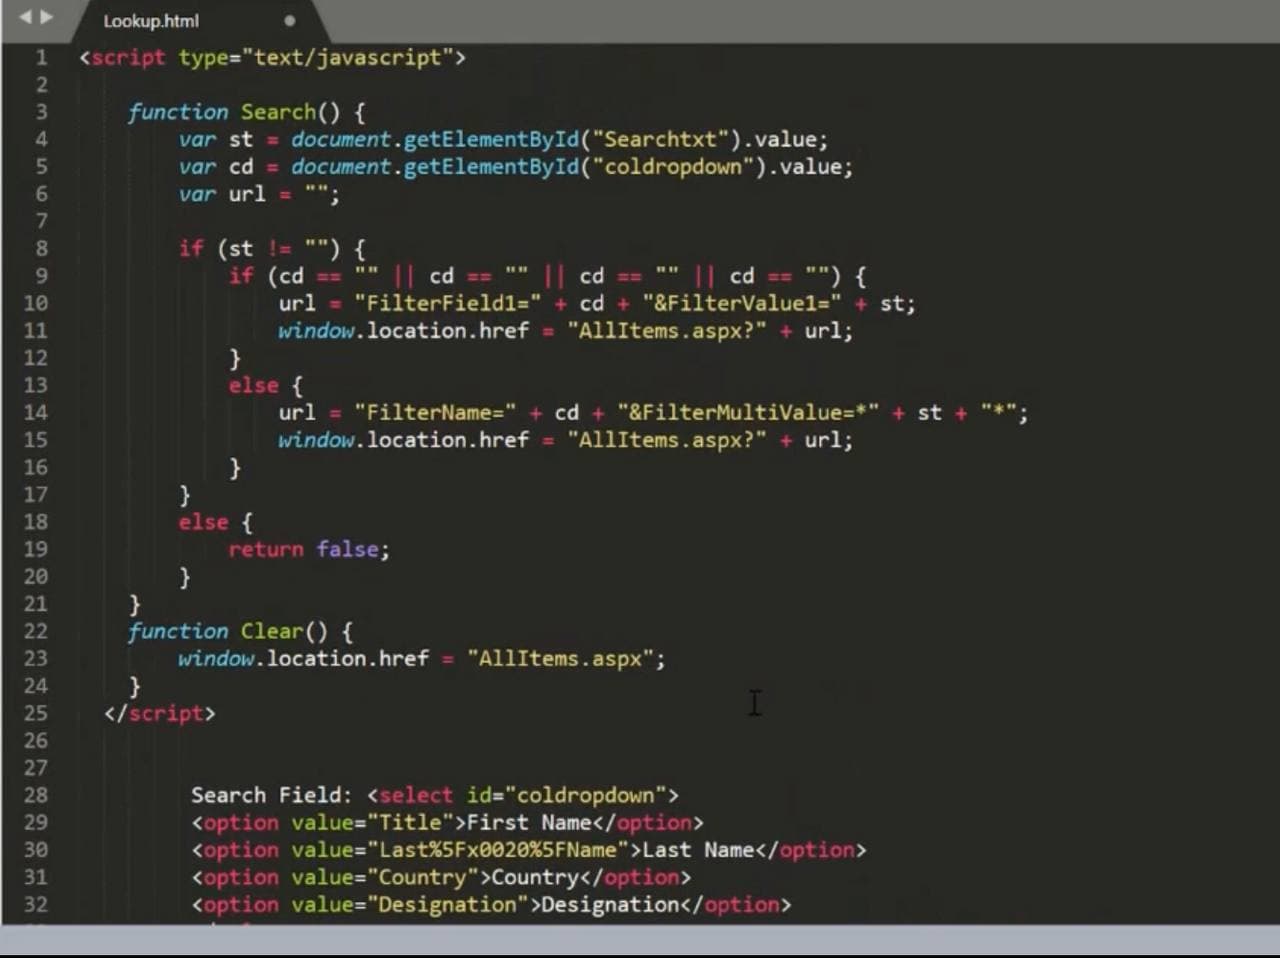 Lookup.html
1 <script type="text/javascript">
2
3 function Search() {
4 var st = document.getElementById("Searchtxt").value;
5 var cd = document.getElementById("coldropdown").value;
6 var url = "";
7
8 if (st != "") {
9 if (cd == "" || cd == "" || cd == "" || cd == "") {
10 url = "FilterField1=" + cd + "&FilterValue1=" + st;
11 window.location.href = "AllItems.aspx?" + url;
12 }
13 else {
14 url = "FilterName=" + cd + "&FilterMultiValue=*" + st + "*";
15 window.location.href = "AllItems.aspx?" + url;
16 }
17 }
18 else {
19 return false;
20 }
21 }
22 function Clear() {
23 window.location.href = "AllItems.aspx";
24 }
25 </script>
26
27
28 Search Field: <select id="coldropdown">
29 <option value="Title">First Name</option>
30 <option value="Last%5Fx0020%5FName">Last Name</option>
31 <option value="Country">Country</option>
32 <option value="Designation">Designation</option>